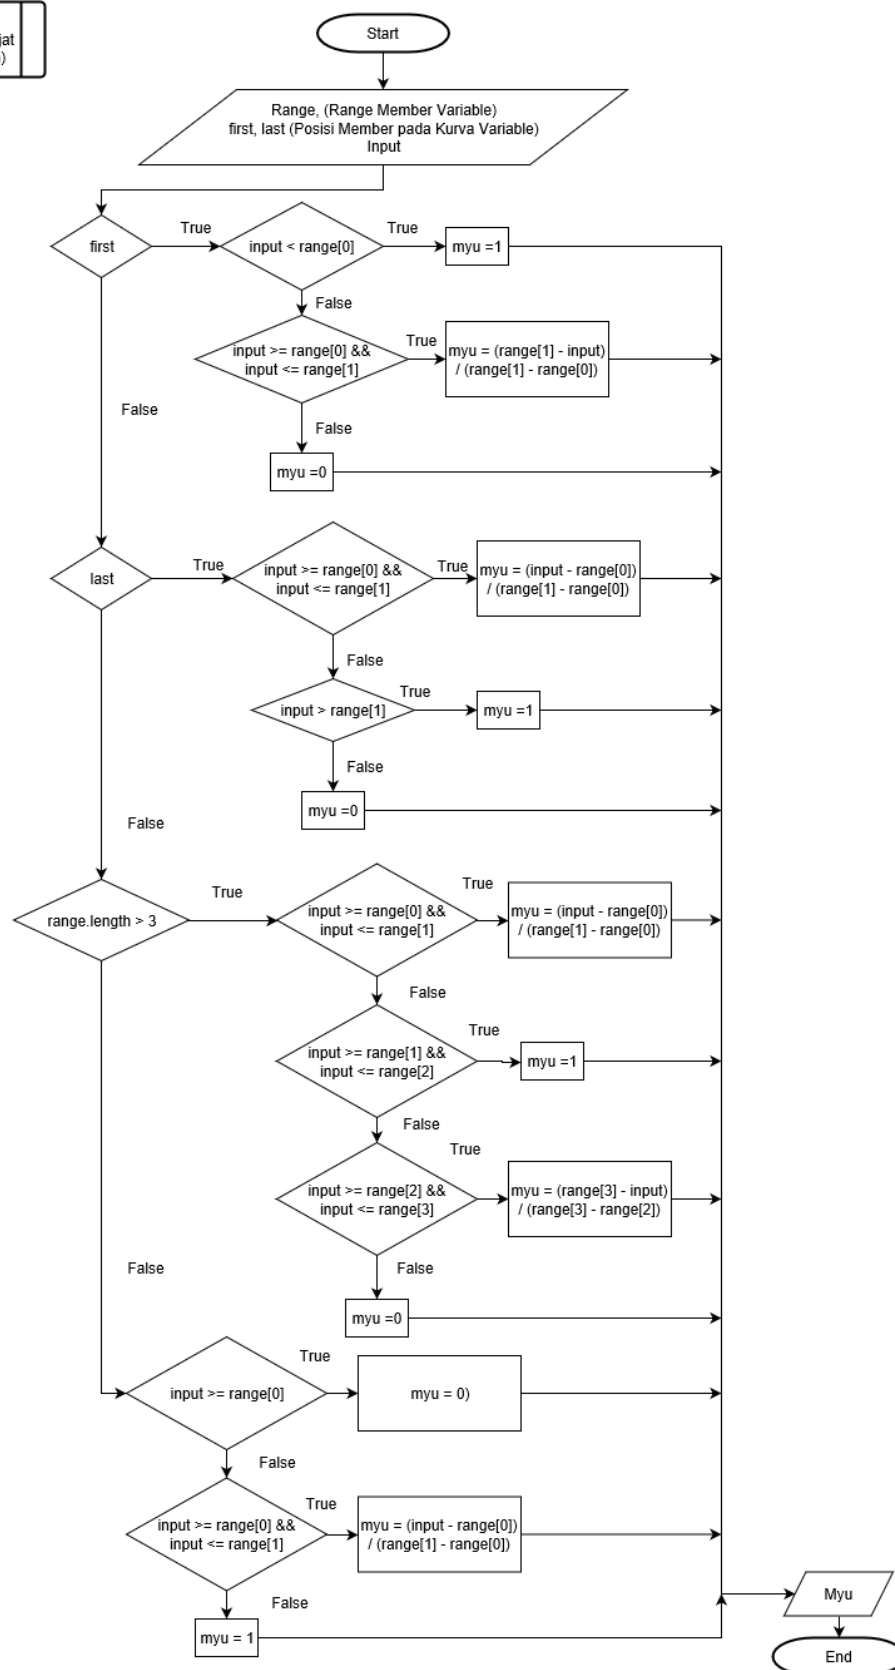 jat
)
Start
Range, (Range Member Variable)
first, last (Posisi Member pada Kurva Variable)
Input
first
True
input < range[0]
True
myu =1
False
input >= range[0] &&
input <= range[1]
True
myu = (range[1] - input)
/ (range[1] - range[0])
False
False
myu =0
last
True
input >= range[0] &&
input <= range[1]
True
myu = (input - range[0])
/ (range[1] - range[0])
False
input > range[1]
True
myu =1
False
myu =0
False
range.length > 3
True
input >= range[0] &&
input <= range[1]
True
myu = (input - range[0])
/ (range[1] - range[0])
False
input >= range[1] &&
input <= range[2]
True
myu =1
False
input >= range[2] &&
input <= range[3]
True
myu = (range[3] - input)
/ (range[3] - range[2])
False
False
myu =0
input >= range[0]
True
myu = 0)
False
input >= range[0] &&
input <= range[1]
True
myu = (input - range[0])
/ (range[1] - range[0])
False
myu = 1
Myu
End